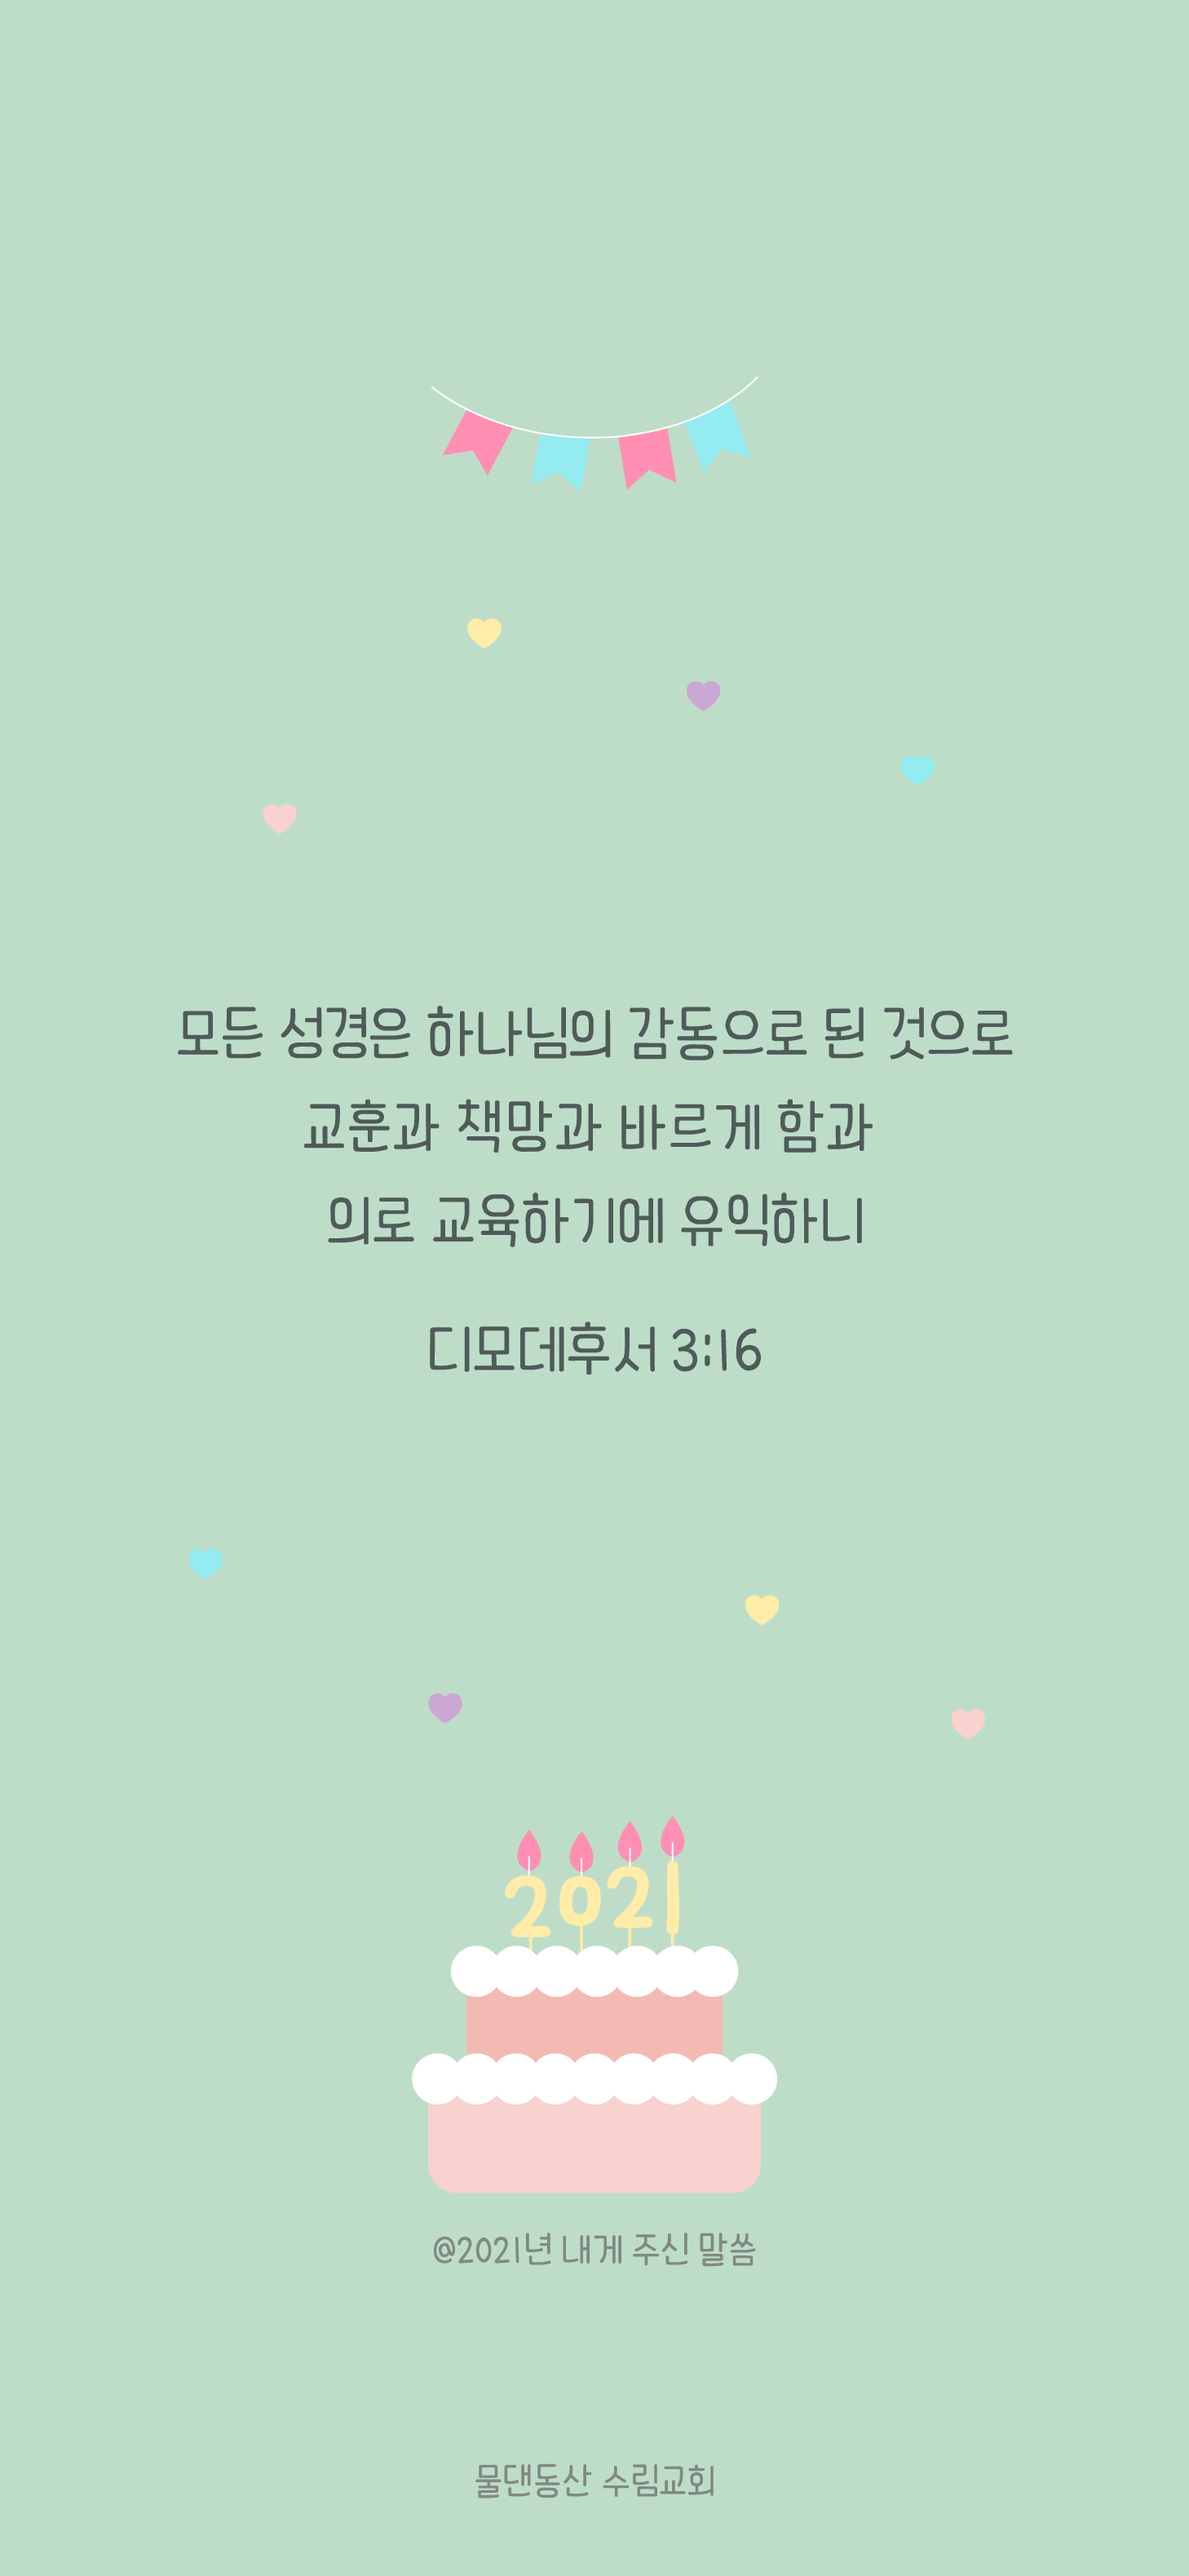 모든 성경은 하나님의 감동으로 된 것으로
교훈과 책망과 바르게 함과
의로 교육하기에 유익하니
디모데후서 3:16
2021
@2021년 내게 주신 말씀
물댄동산 수림교회